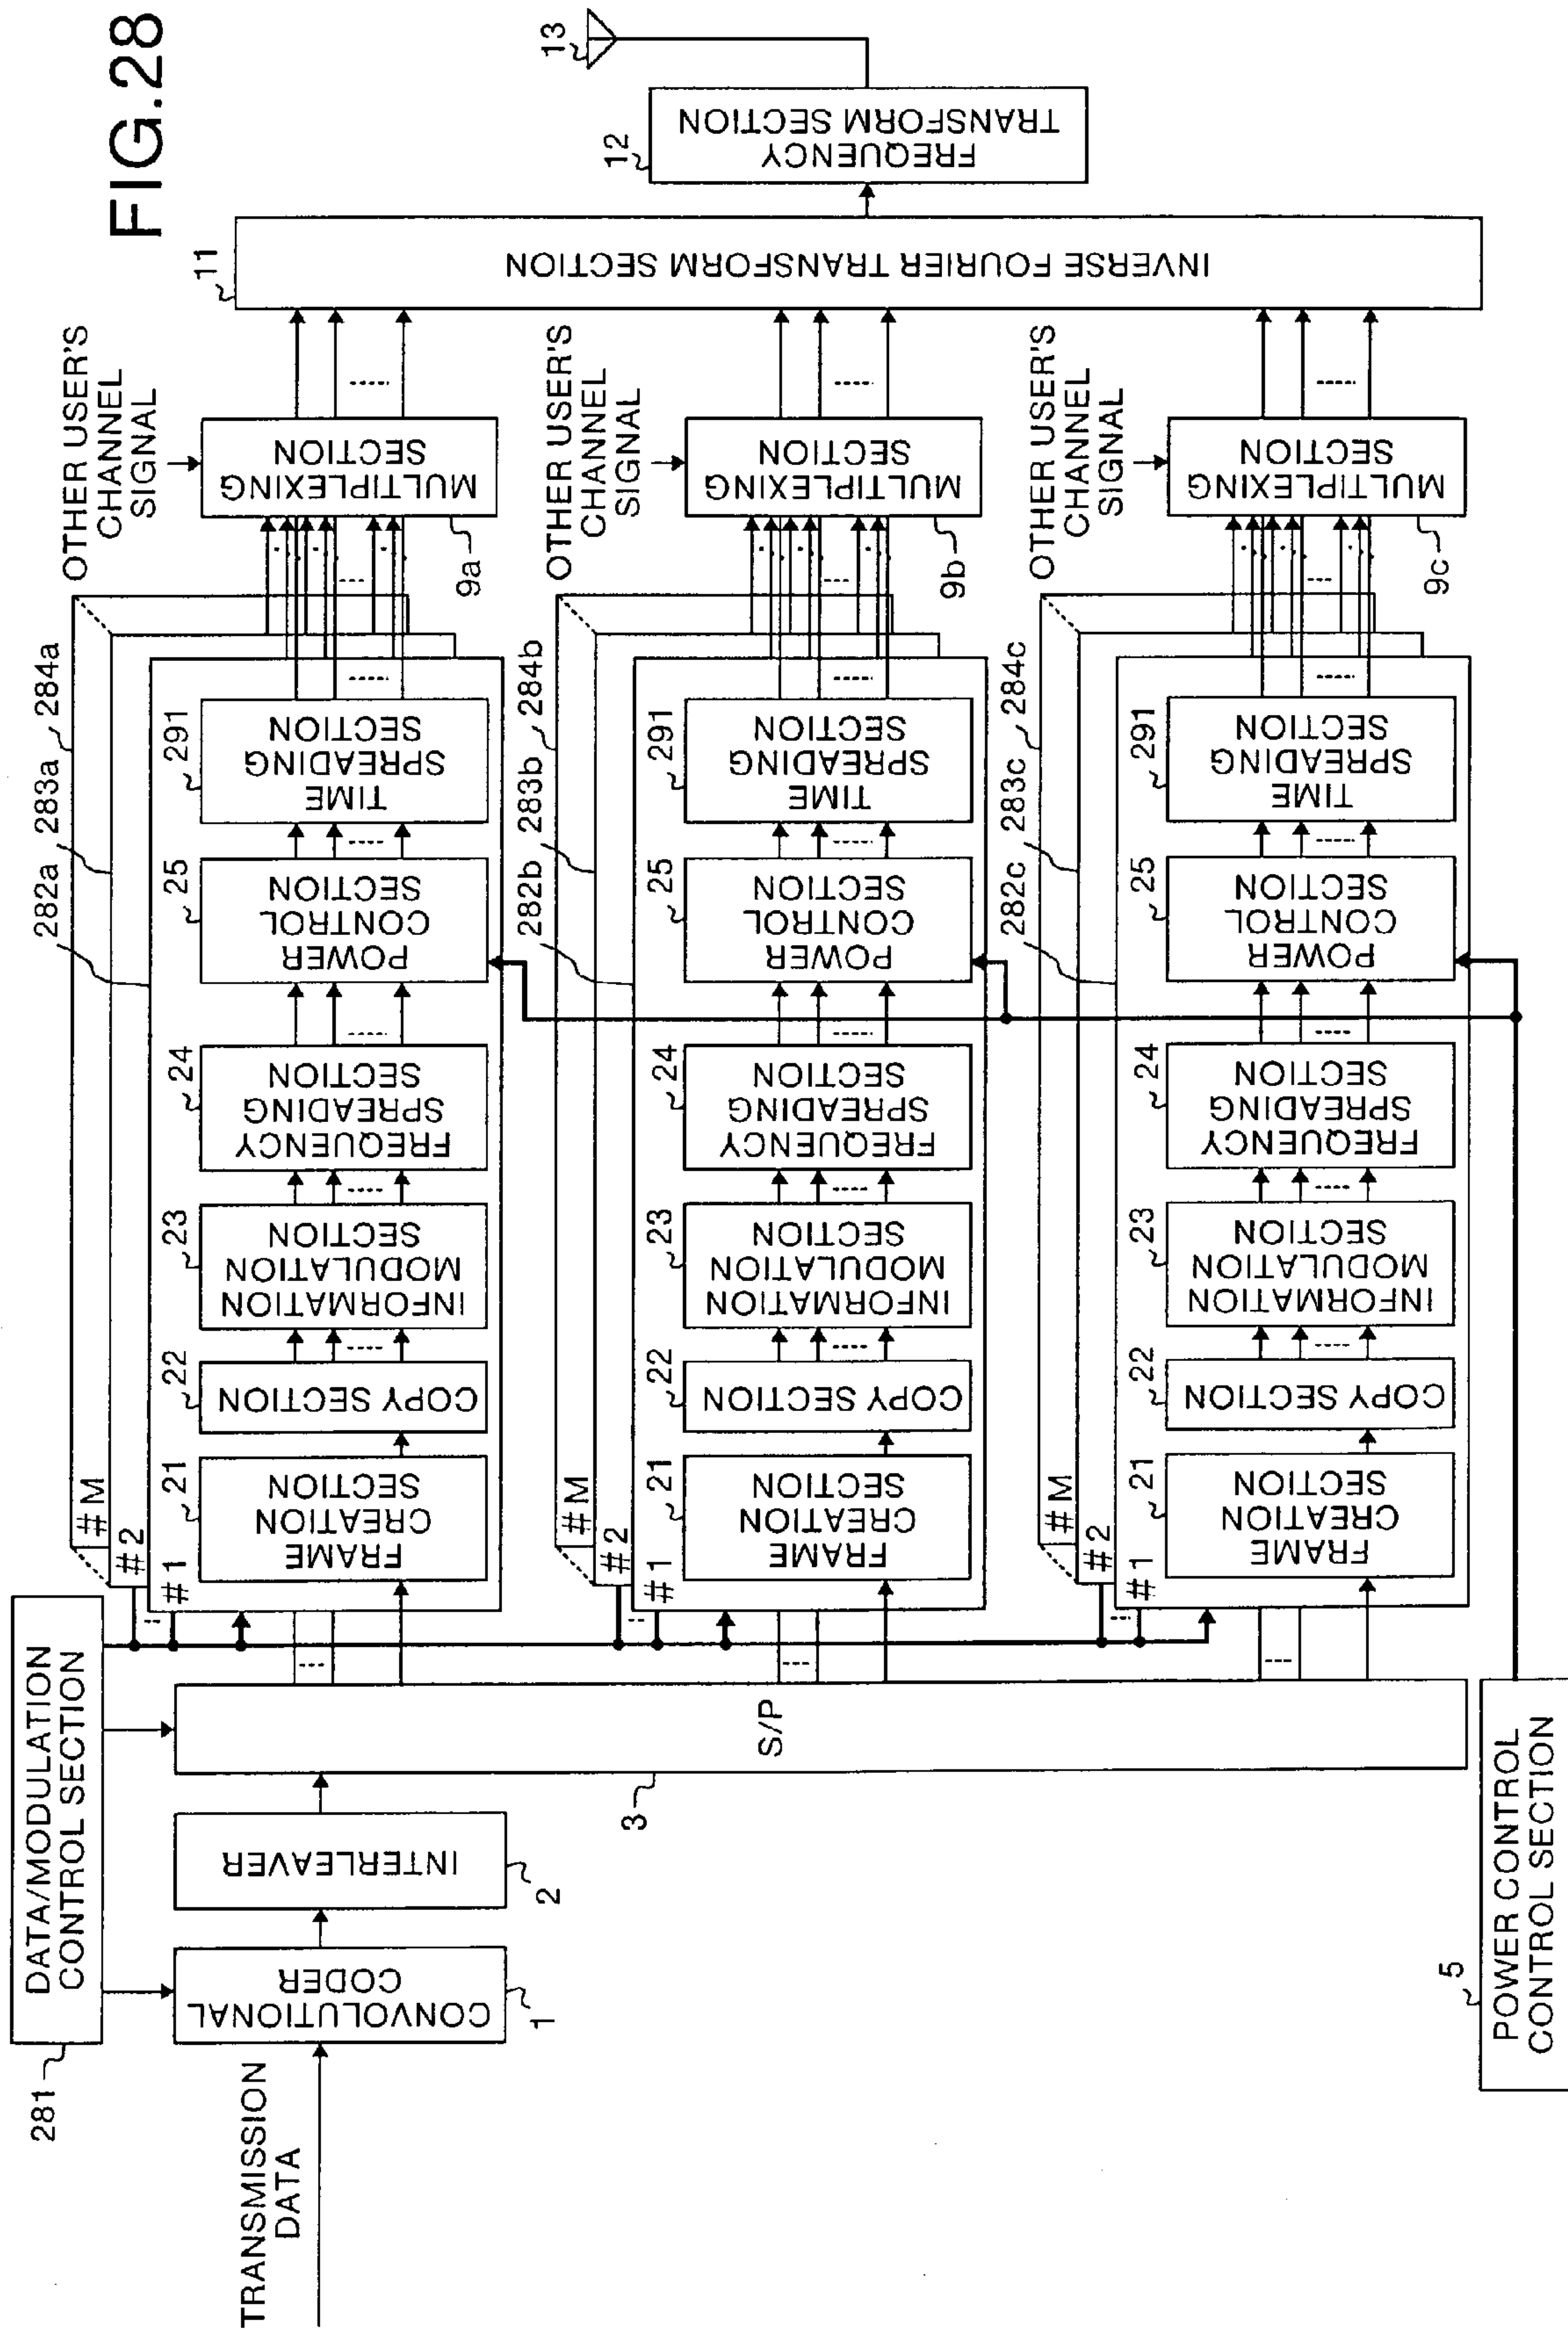 FIG.28
281
DATA/MODULATION
CONTROL SECTION
TRANSMISSION
DATA
CONVOLUTIONAL
CODER
1
INTERLEAVER
2
S/P
3
5
POWER CONTROL
CONTROL SECTION
282a
283a
284a
#M
#2
#1
21
FRAME
CREATION
SECTION
22
COPY SECTION
23
INFORMATION
MODULATION
SECTION
24
FREQUENCY
SPREADING
SECTION
25
POWER
CONTROL
SECTION
291
TIME
SPREADING
SECTION
OTHER USER'S
CHANNEL
SIGNAL
MULTIPLEXING
SECTION
9a
282b
283b
284b
#M
#2
#1
21
FRAME
CREATION
SECTION
22
COPY SECTION
23
INFORMATION
MODULATION
SECTION
24
FREQUENCY
SPREADING
SECTION
25
POWER
CONTROL
SECTION
291
TIME
SPREADING
SECTION
OTHER USER'S
CHANNEL
SIGNAL
MULTIPLEXING
SECTION
9b
282c
283c
284c
#M
#2
#1
21
FRAME
CREATION
SECTION
22
COPY SECTION
23
INFORMATION
MODULATION
SECTION
24
FREQUENCY
SPREADING
SECTION
25
POWER
CONTROL
SECTION
291
TIME
SPREADING
SECTION
OTHER USER'S
CHANNEL
SIGNAL
MULTIPLEXING
SECTION
9c
11
INVERSE FOURIER TRANSFORM SECTION
12
FREQUENCY
TRANSFORM SECTION
13